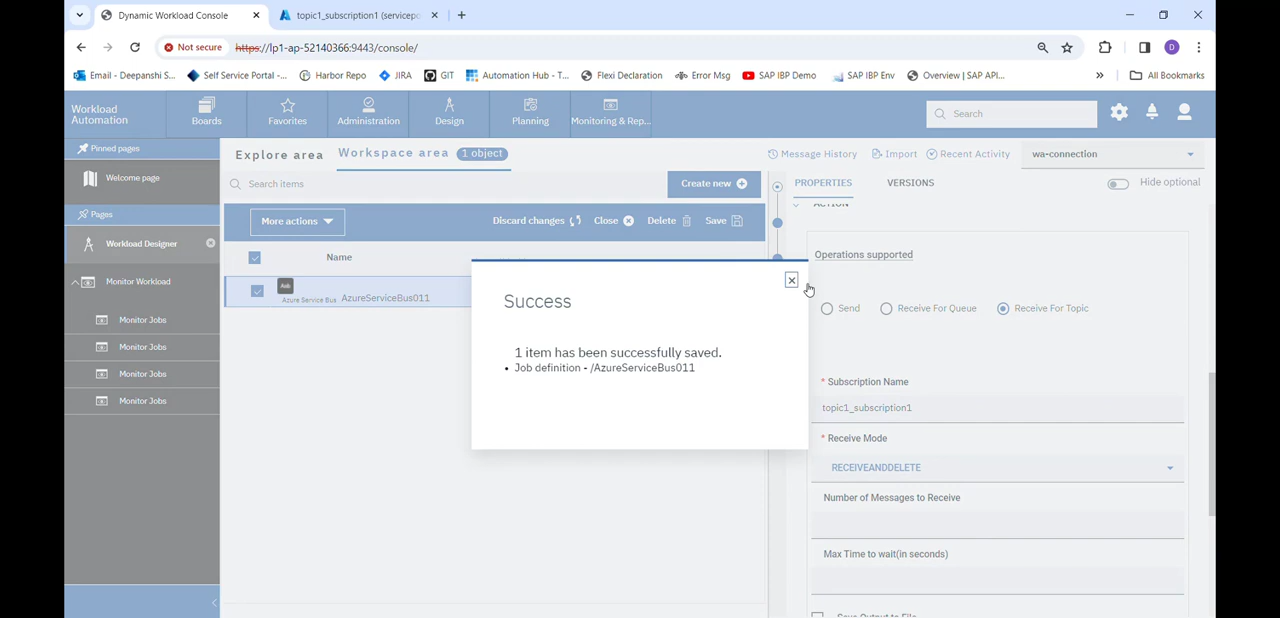 Dynamic Workload Console
topic1_subscription1 (servicepo
Not secure
https://lp1-ap-52140366:9443/console/
Email - Deepanshi S...
Self Service Portal -...
Harbor Repo
JIRA
GIT
Automation Hub - T...
Flexi Declaration
Error Msg
SAP IBP Demo
SAP IBP Env
Overview | SAP API...
»
All Bookmarks
D
Workload
Automation
Boards
Favorites
Administration
Design
Planning
Monitoring & Rep...
Search
Pinned pages
Welcome page
Pages
Workload Designer
Monitor Workload
Monitor Jobs
Monitor Jobs
Monitor Jobs
Monitor Jobs
Explore area
Workspace area
1 object
Message History
Import
Recent Activity
wa-connection
Search items
Create new
More actions
Discard changes
Close
Delete
Save
Name
Azure Service Bus
AzureServiceBus011
Success
1 item has been successfully saved.
• Job definition - /AzureServiceBus011
PROPERTIES
VERSIONS
Hide optional
ACTION
Operations supported
Send
Receive For Queue
Receive For Topic
* Subscription Name
topic1_subscription1
* Receive Mode
RECEIVEANDDELETE
Number of Messages to Receive
Max Time to wait(in seconds)
Save Output to File